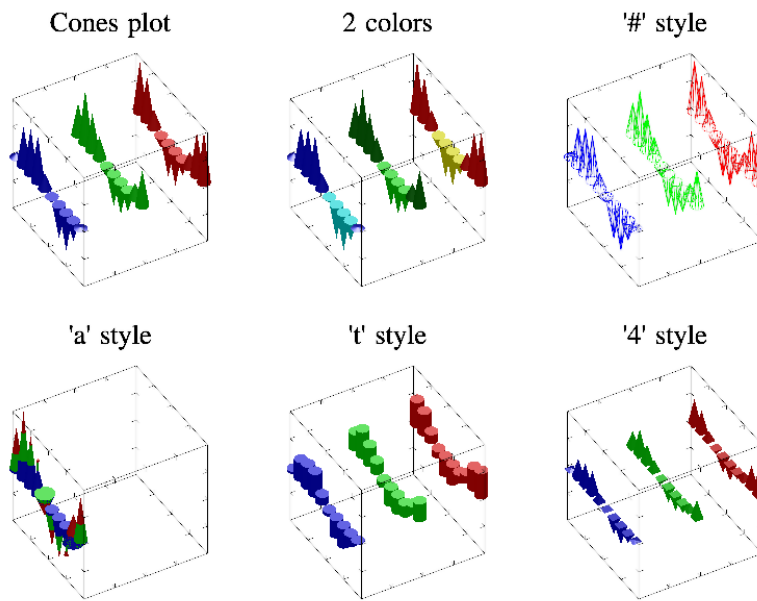 Cones plot
2 colors
'#' style
'a' style
't' style
'4' style